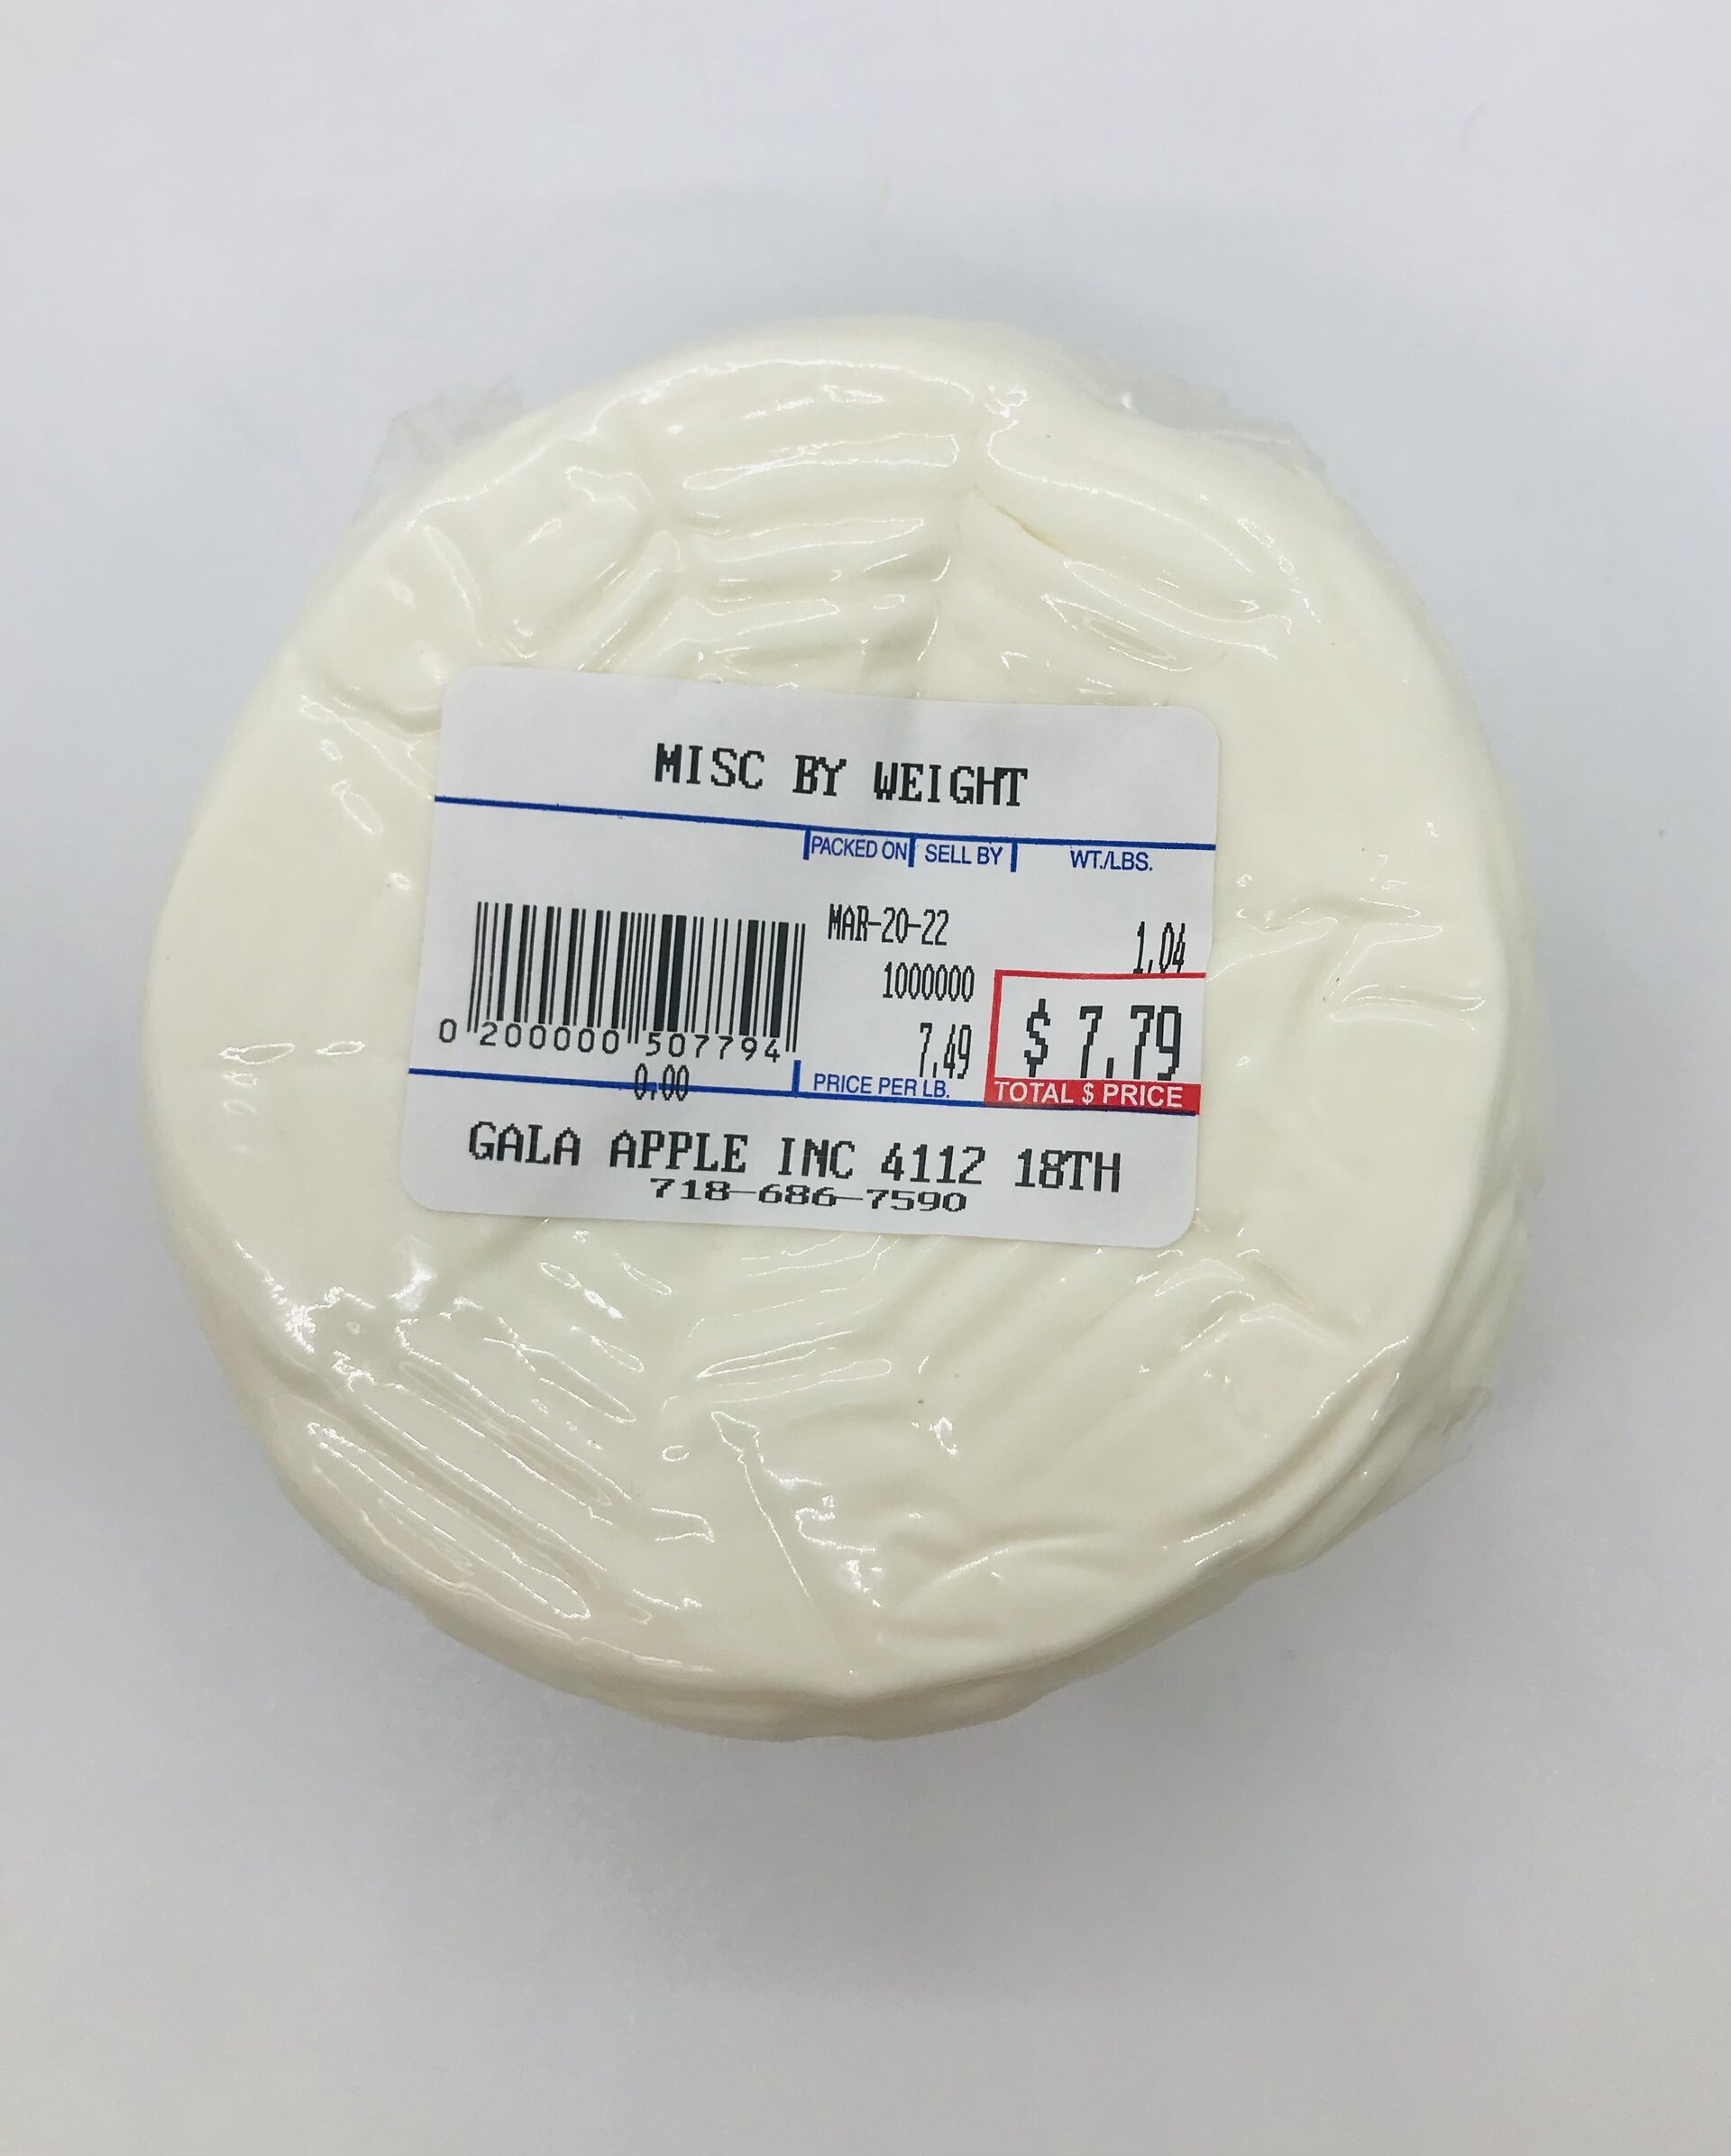 MISC BY WEIGHT
PACKED ON SELL BY WT./LBS.
MAR-20-22 1.04
1000000
$ 7.79
7.49
0 200000 507794
PRICE PER LB. TOTAL $ PRICE
0.00
GALA APPLE INC 4112 18TH
718-686-7590